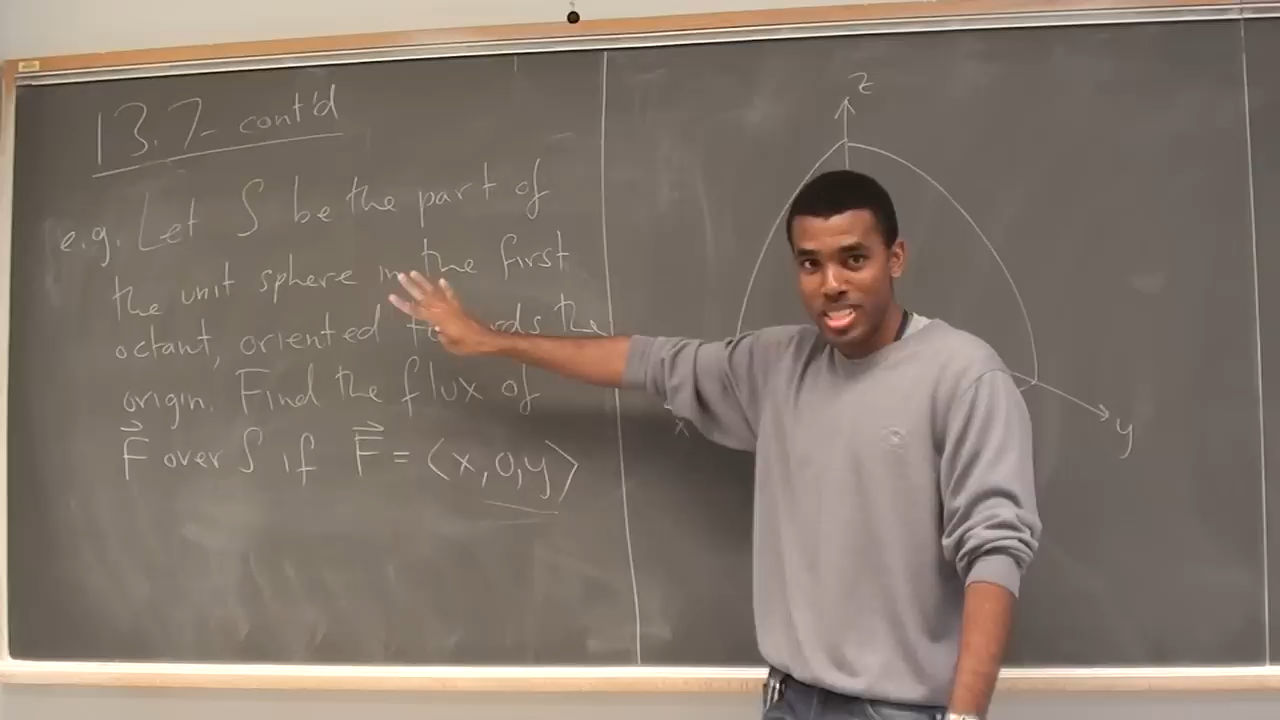 13.7 - cont'd
e.g. Let S be the part of
the unit sphere in the first
octant, oriented towards the
origin. Find the flux of
F⃗ over S if F⃗ = ⟨x,0,y⟩
z
x
y